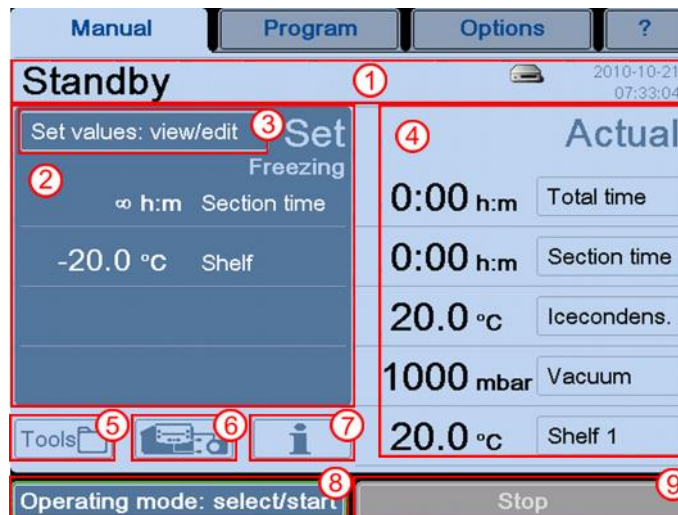 Manual Program Options ?
Standby 1 2010-10-21
07:33:04
Set values: view/edit 3 Set
2 Freezing
∞ h:m Section time
-20.0 °C Shelf
4 Actual
0:00 h:m Total time
0:00 h:m Section time
20.0 °C Icecondens.
1000 mbar Vacuum
20.0 °C Shelf 1
Tools 5 6 i 7
Operating mode: select/start 8 Stop 9